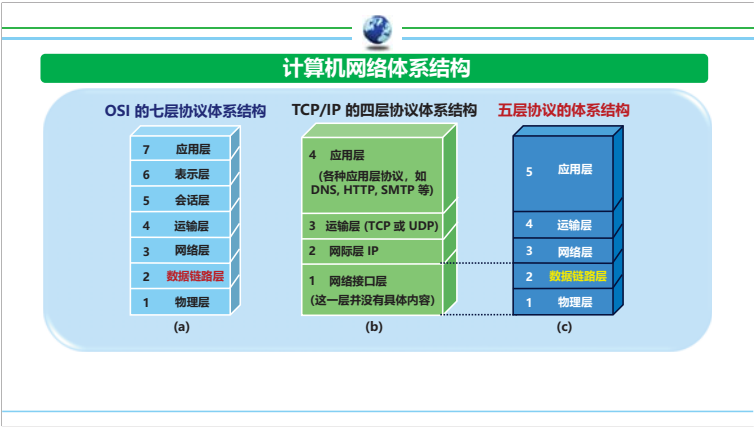 计算机网络体系结构
OSI 的七层协议体系结构
TCP/IP 的四层协议体系结构
五层协议的体系结构
7 应用层
6 表示层
5 会话层
4 运输层
3 网络层
2 数据链路层
1 物理层
(a)
4 应用层
(各种应用层协议，如
DNS, HTTP, SMTP 等)
3 运输层 (TCP 或 UDP)
2 网际层 IP
1 网络接口层
(这一层并没有具体内容)
(b)
5 应用层
4 运输层
3 网络层
2 数据链路层
1 物理层
(c)